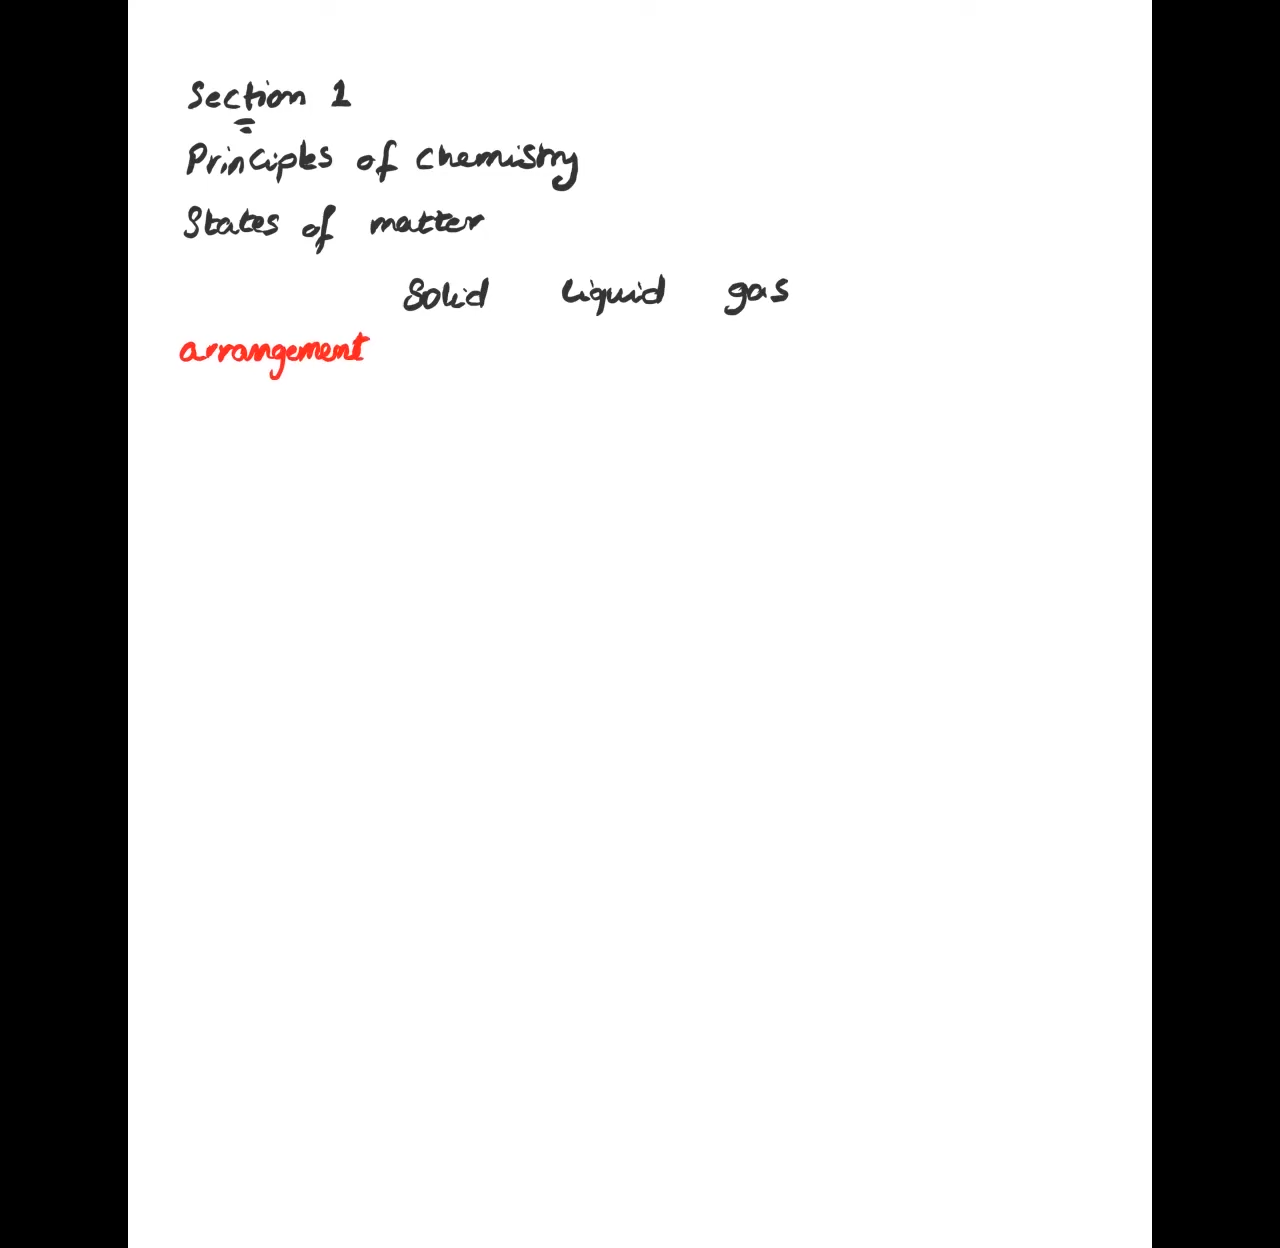 Section 1
Principles of chemistry
States of matter
Solid liquid gas
arrangement